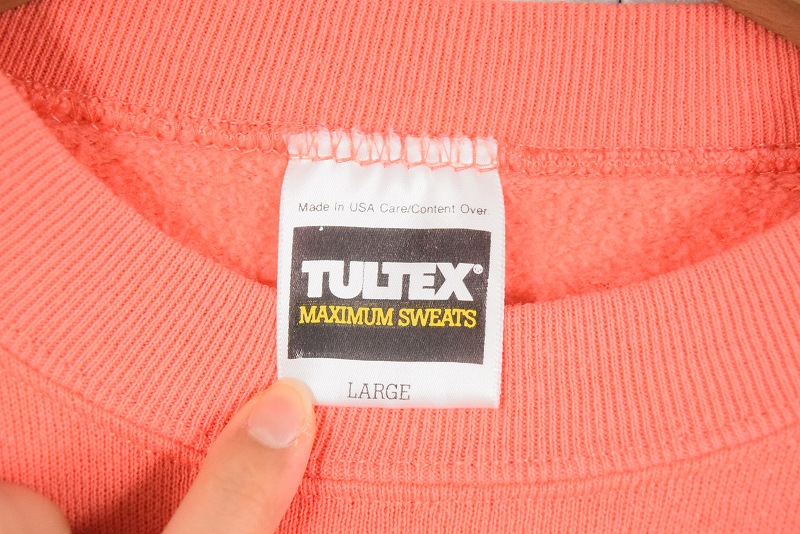 Made In USA Care/Content Over
TULTEX®
MAXIMUM SWEATS
LARGE